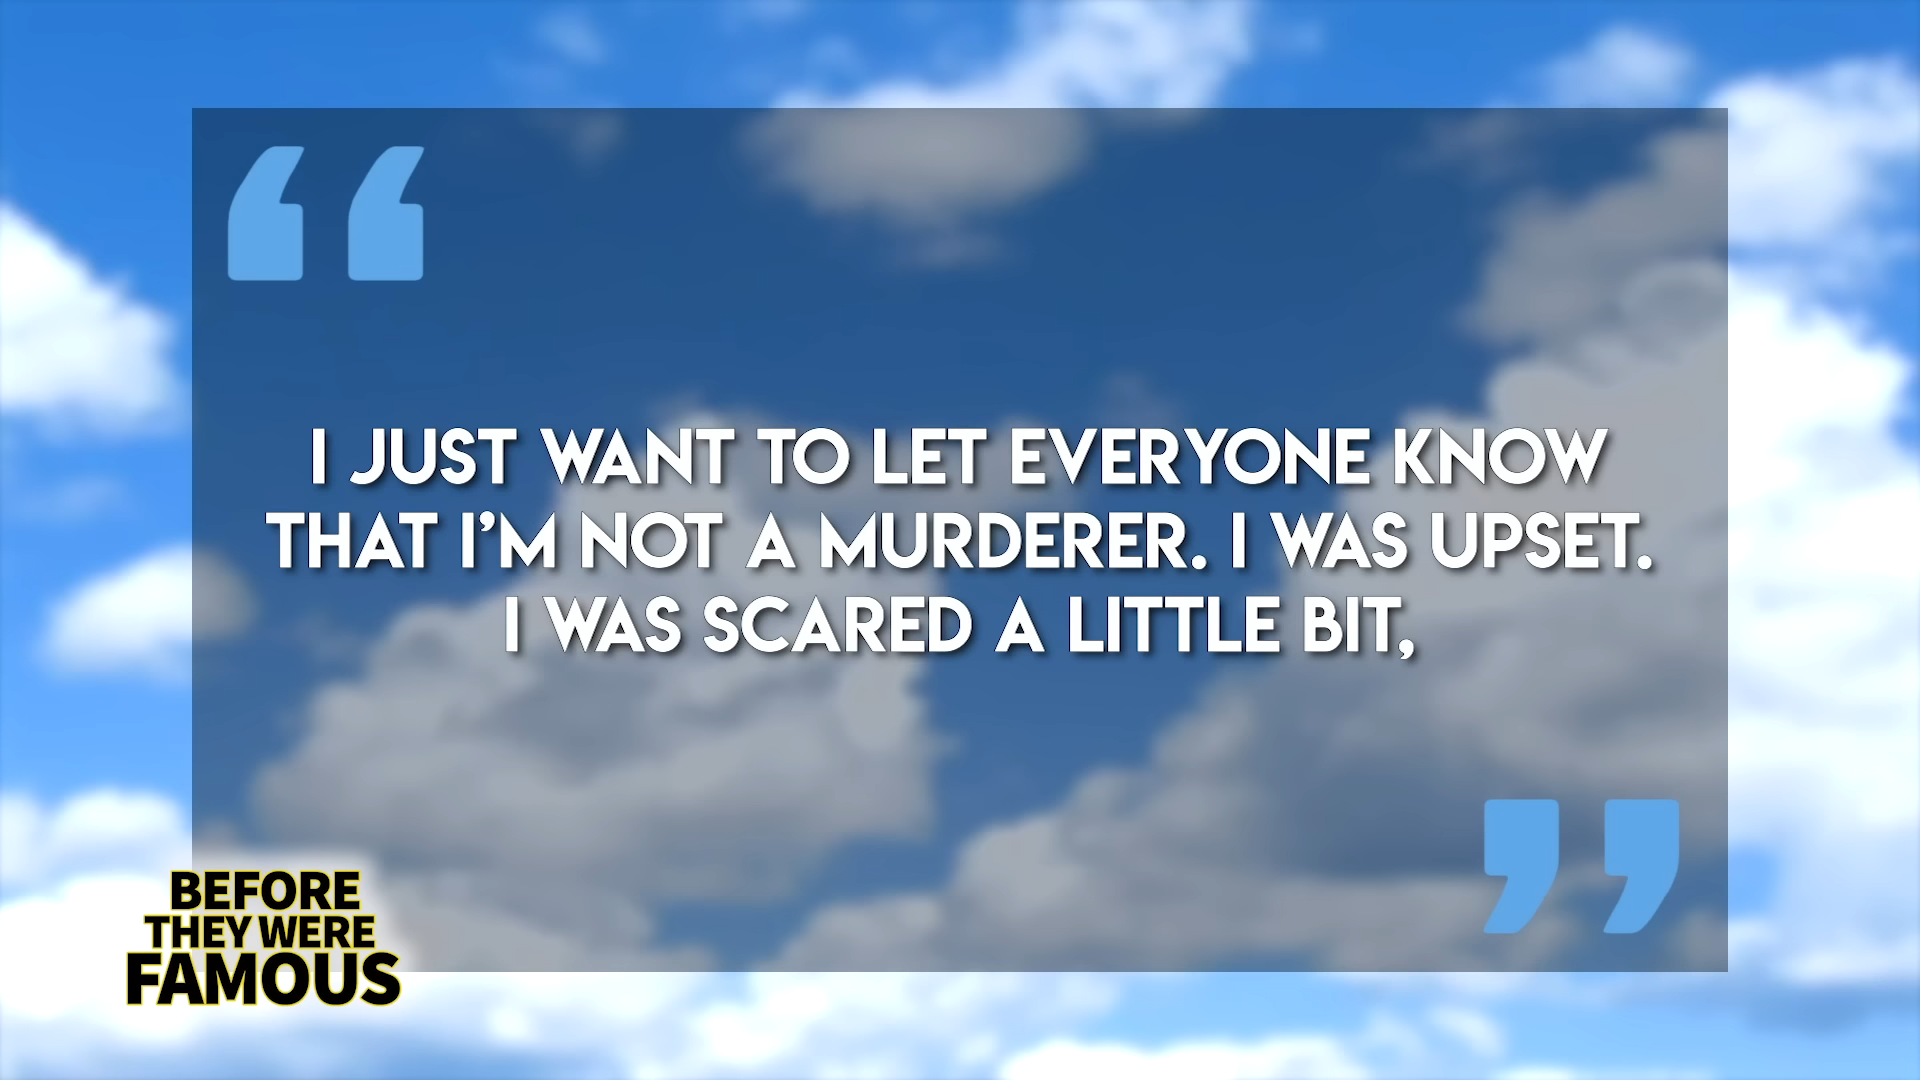 I JUST WANT TO LET EVERYONE KNOW
THAT I’M NOT A MURDERER. I WAS UPSET.
I WAS SCARED A LITTLE BIT,
BEFORE
THEY WERE
FAMOUS